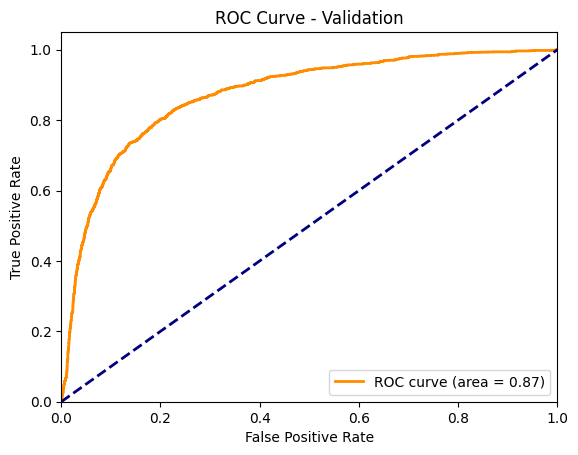 ROC Curve - Validation
True Positive Rate
1.0
0.8
0.6
0.4
0.2
0.0
0.0 0.2 0.4 0.6 0.8 1.0
False Positive Rate
ROC curve (area = 0.87)